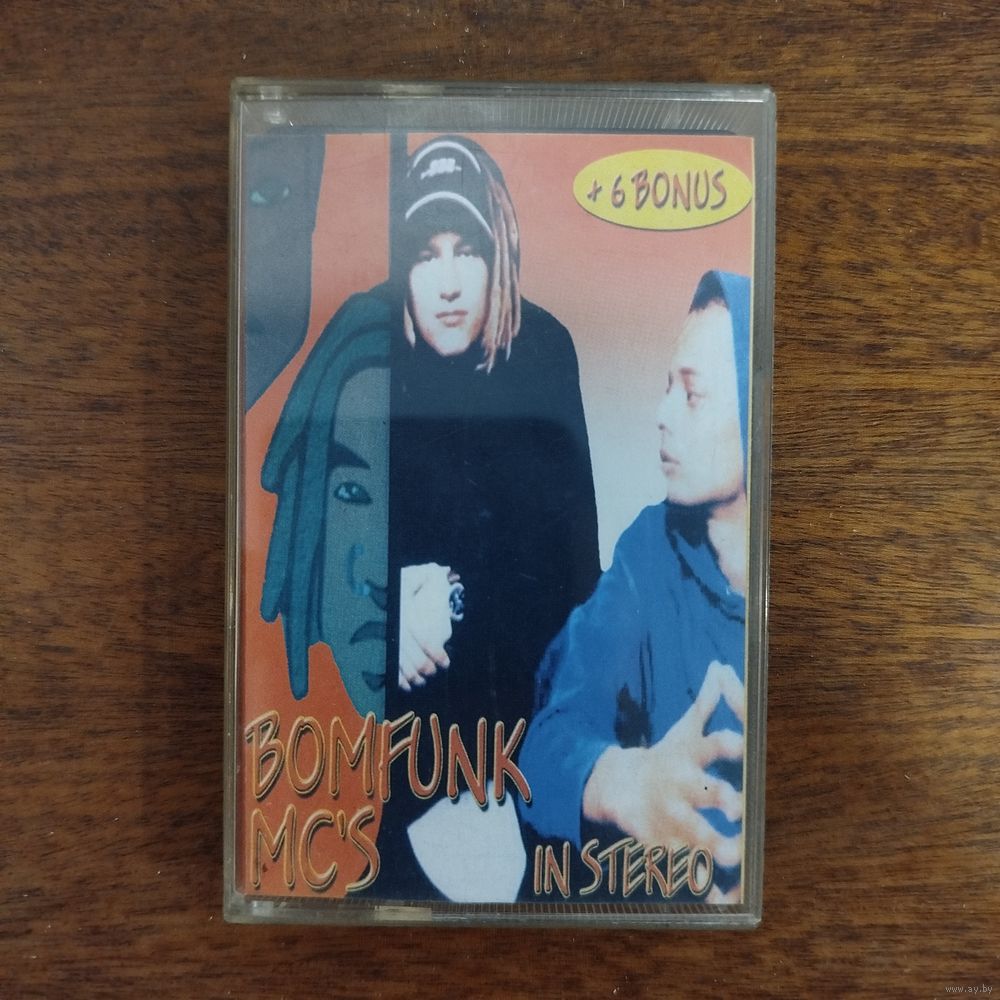 + 6 BONUS
BOMFUNK
MC'S
IN STEREO
www.ay.by